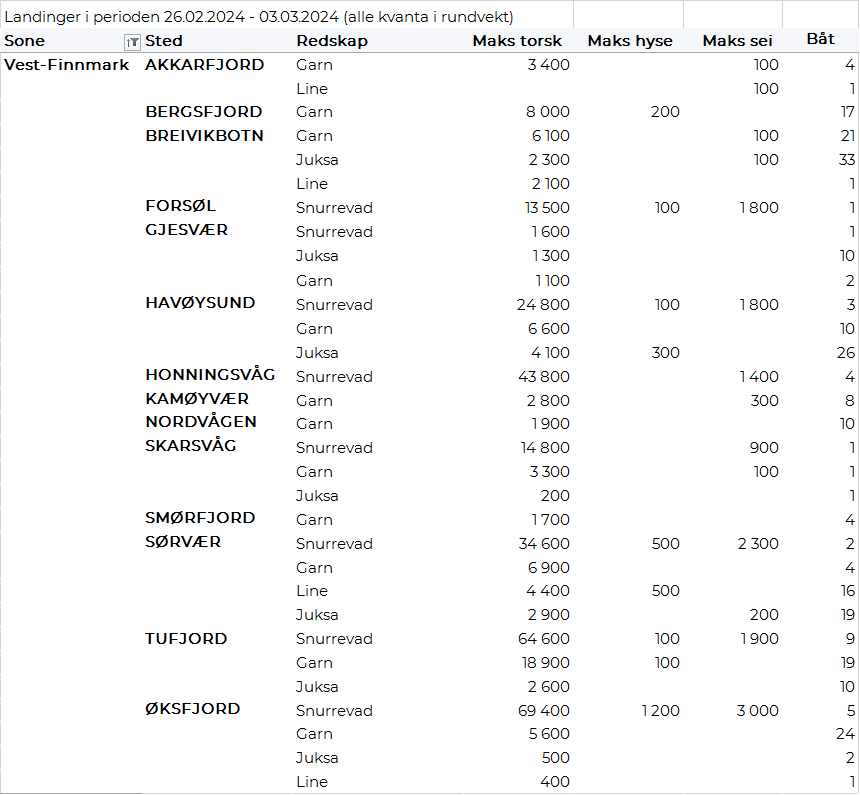 Landinger i perioden 26.02.2024 - 03.03.2024 (alle kvanta i rundvekt)
Sone Sted Redskap Maks torsk Maks hyse Maks sei Båt
Vest-Finnmark AKKARFJORD Garn 3 400 100 4
Line 100 1
BERGSFJORD Garn 8 000 200 17
BREIVIKBOTN Garn 6 100 100 21
Juksa 2 300 100 33
Line 2 100 1
FORSØL Snurrevad 13 500 100 1 800 1
GJESVÆR Snurrevad 1 600 1
Juksa 1 300 10
Garn 1 100 2
HAVØYSUND Snurrevad 24 800 100 1 800 3
Garn 6 600 10
Juksa 4 100 300 26
HONNINGSVÅG Snurrevad 43 800 1 400 4
KAMØYVÆR Garn 2 800 300 8
NORDVÅGEN Garn 1 900 10
SKARSVÅG Snurrevad 14 800 900 1
Garn 3 300 100 1
Juksa 200 1
SMØRFJORD Garn 1 700 4
SØRVÆR Snurrevad 34 600 500 2 300 2
Garn 6 900 4
Line 4 400 500 16
Juksa 2 900 200 19
TUFJORD Snurrevad 64 600 100 1 900 9
Garn 18 900 100 19
Juksa 2 600 10
ØKSFJORD Snurrevad 69 400 1 200 3 000 5
Garn 5 600 24
Juksa 500 2
Line 400 1